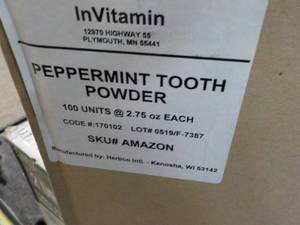 InVitamin
12970 HIGHWAY 55
PLYMOUTH, MN 55441
PEPPERMINT TOOTH
POWDER
100 UNITS @ 2.75 oz EACH
CODE #:170102 LOT# 0519/F-7387
SKU# AMAZON
Manufactured by: Herbco Intl. - Kenosha, WI 53142